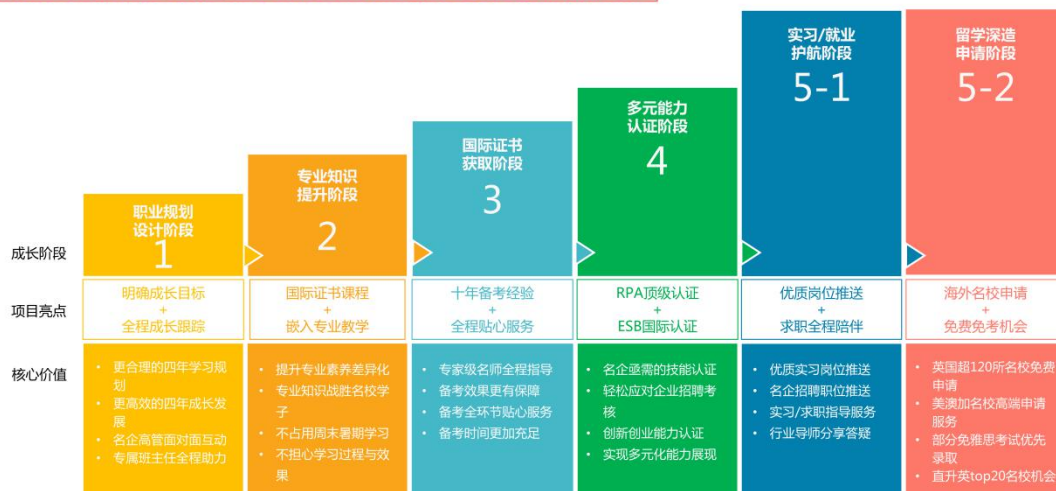 职业规划
设计阶段
1
专业知识
提升阶段
2
国际证书
获取阶段
3
多元能力
认证阶段
4
实习/就业
护航阶段
5-1
留学深造
申请阶段
5-2
成长阶段
项目亮点
明确成长目标
+
全程成长跟踪
国际证书课程
+
嵌入专业教学
十年备考经验
+
全程贴心服务
RPA顶级认证
+
ESB国际认证
优质岗位推送
+
求职全程陪伴
海外名校申请
+
免费免考机会
核心价值
• 更合理的四年学习规
划
• 更高效的四年成长发
展
• 名企高管面对面互动
• 专属班主任全程助力
• 提升专业素养差异化
• 专业知识战胜名校学
子
• 不占用周末暑期学习
• 不担心学习过程与效
果
• 专家级名师全程指导
• 备考效果更有保障
• 备考全环节贴心服务
• 备考时间更加充足
• 名企亟需的技能认证
• 轻松应对企业招聘考
核
• 创新创业能力认证
• 实现多元化能力展现
• 优质实习岗位推送
• 名企招聘职位推送
• 实习/求职指导服务
• 行业导师分享答疑
• 英国超120所名校免费
申请
• 美澳加名校高端申请
服务
• 部分免雅思考试优先
录取
• 直升英top20名校机会